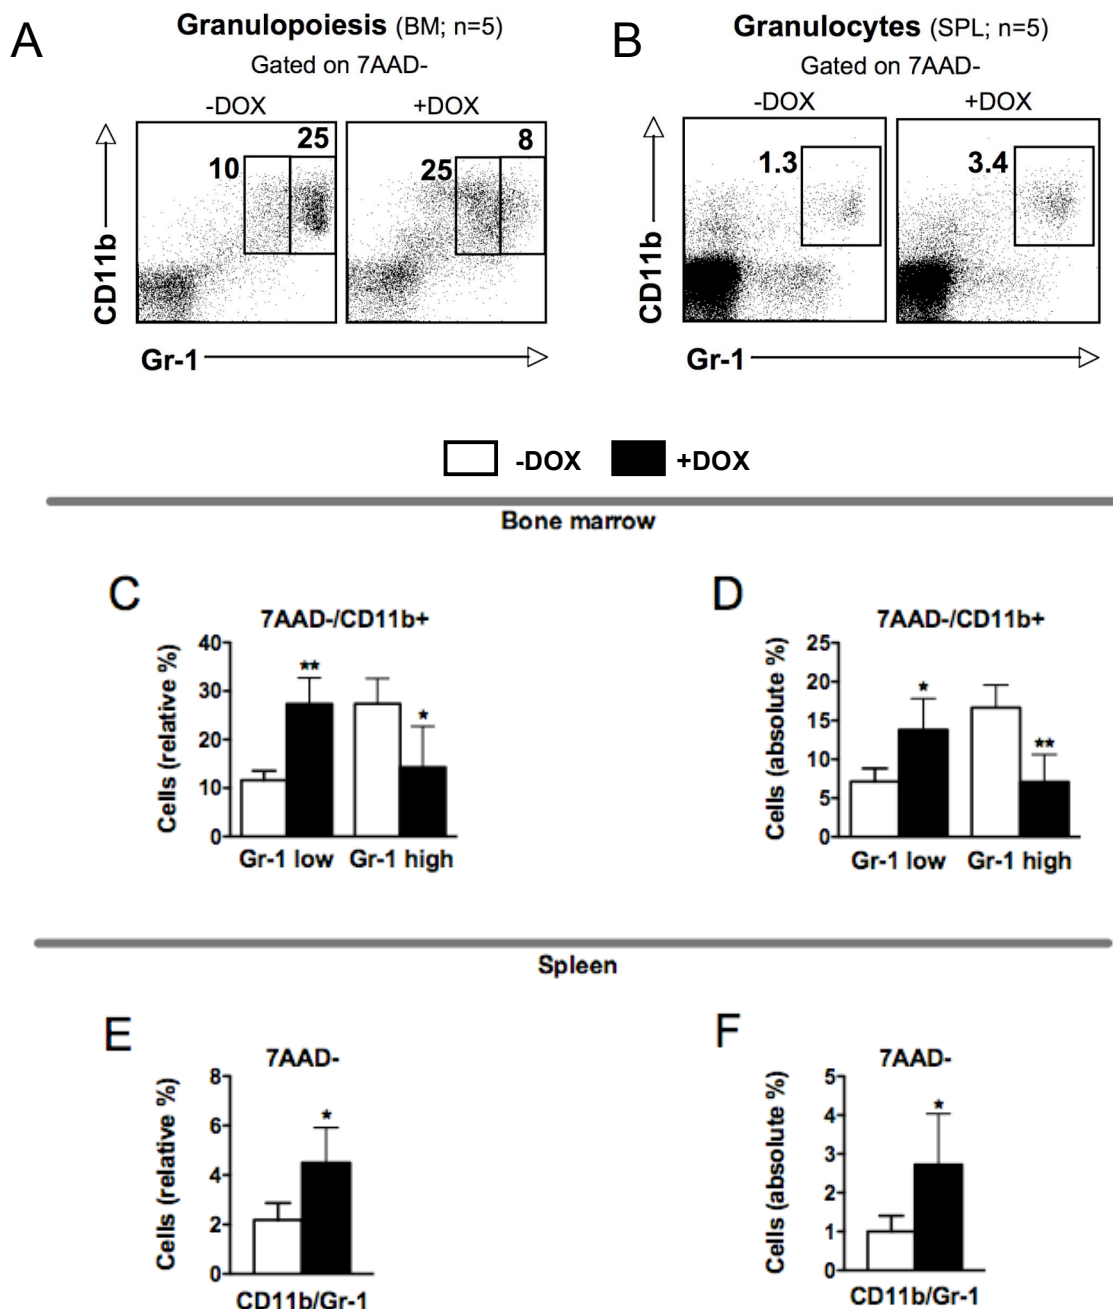 A
Granulopoiesis (BM; n=5)
Gated on 7AAD-
-DOX
+DOX
10
25
25
8
CD11b
Gr-1
B
Granulocytes (SPL; n=5)
Gated on 7AAD-
-DOX
+DOX
1.3
3.4
CD11b
Gr-1
-DOX
+DOX
Bone marrow
C
7AAD-/CD11b+
Cells (relative %)
40
30
20
10
0
**
*
Gr-1 low
Gr-1 high
D
7AAD-/CD11b+
Cells (absolute %)
25
20
15
10
5
0
*
**
Gr-1 low
Gr-1 high
Spleen
E
7AAD-
Cells (relative %)
8
6
4
2
0
*
CD11b/Gr-1
F
7AAD-
Cells (absolute %)
5
4
3
2
1
0
*
CD11b/Gr-1